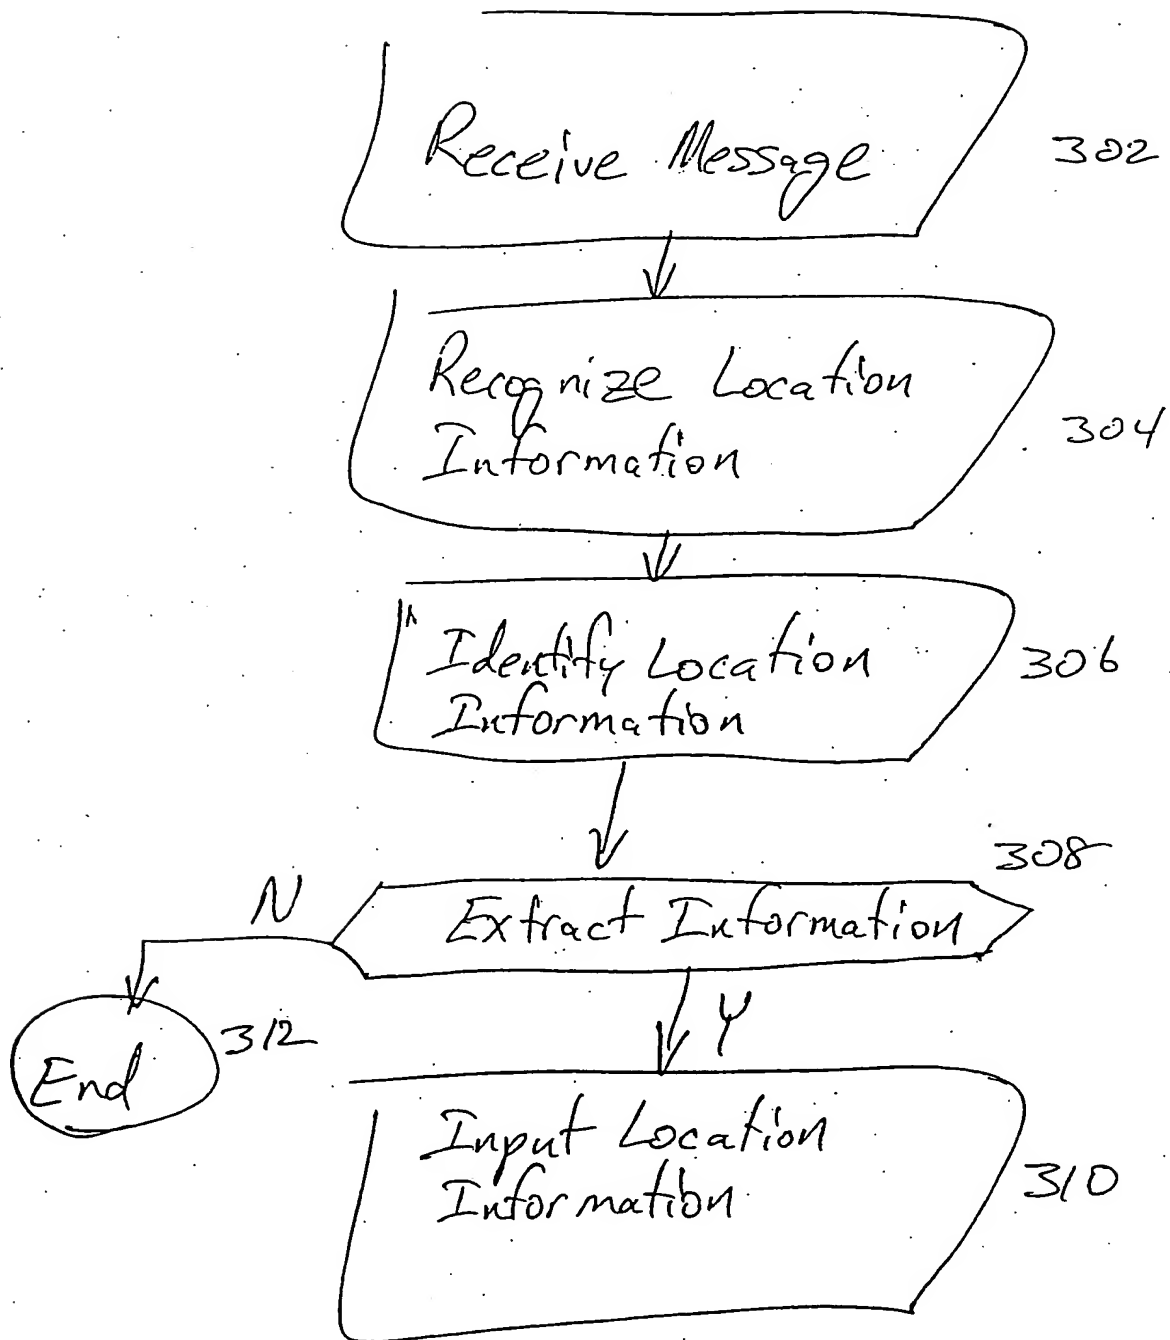 Receive Message
302
Recognize Location
Information
304
Identify Location
Information
306
308
N
Extract Information
Y
End
312
Input Location
Information
310